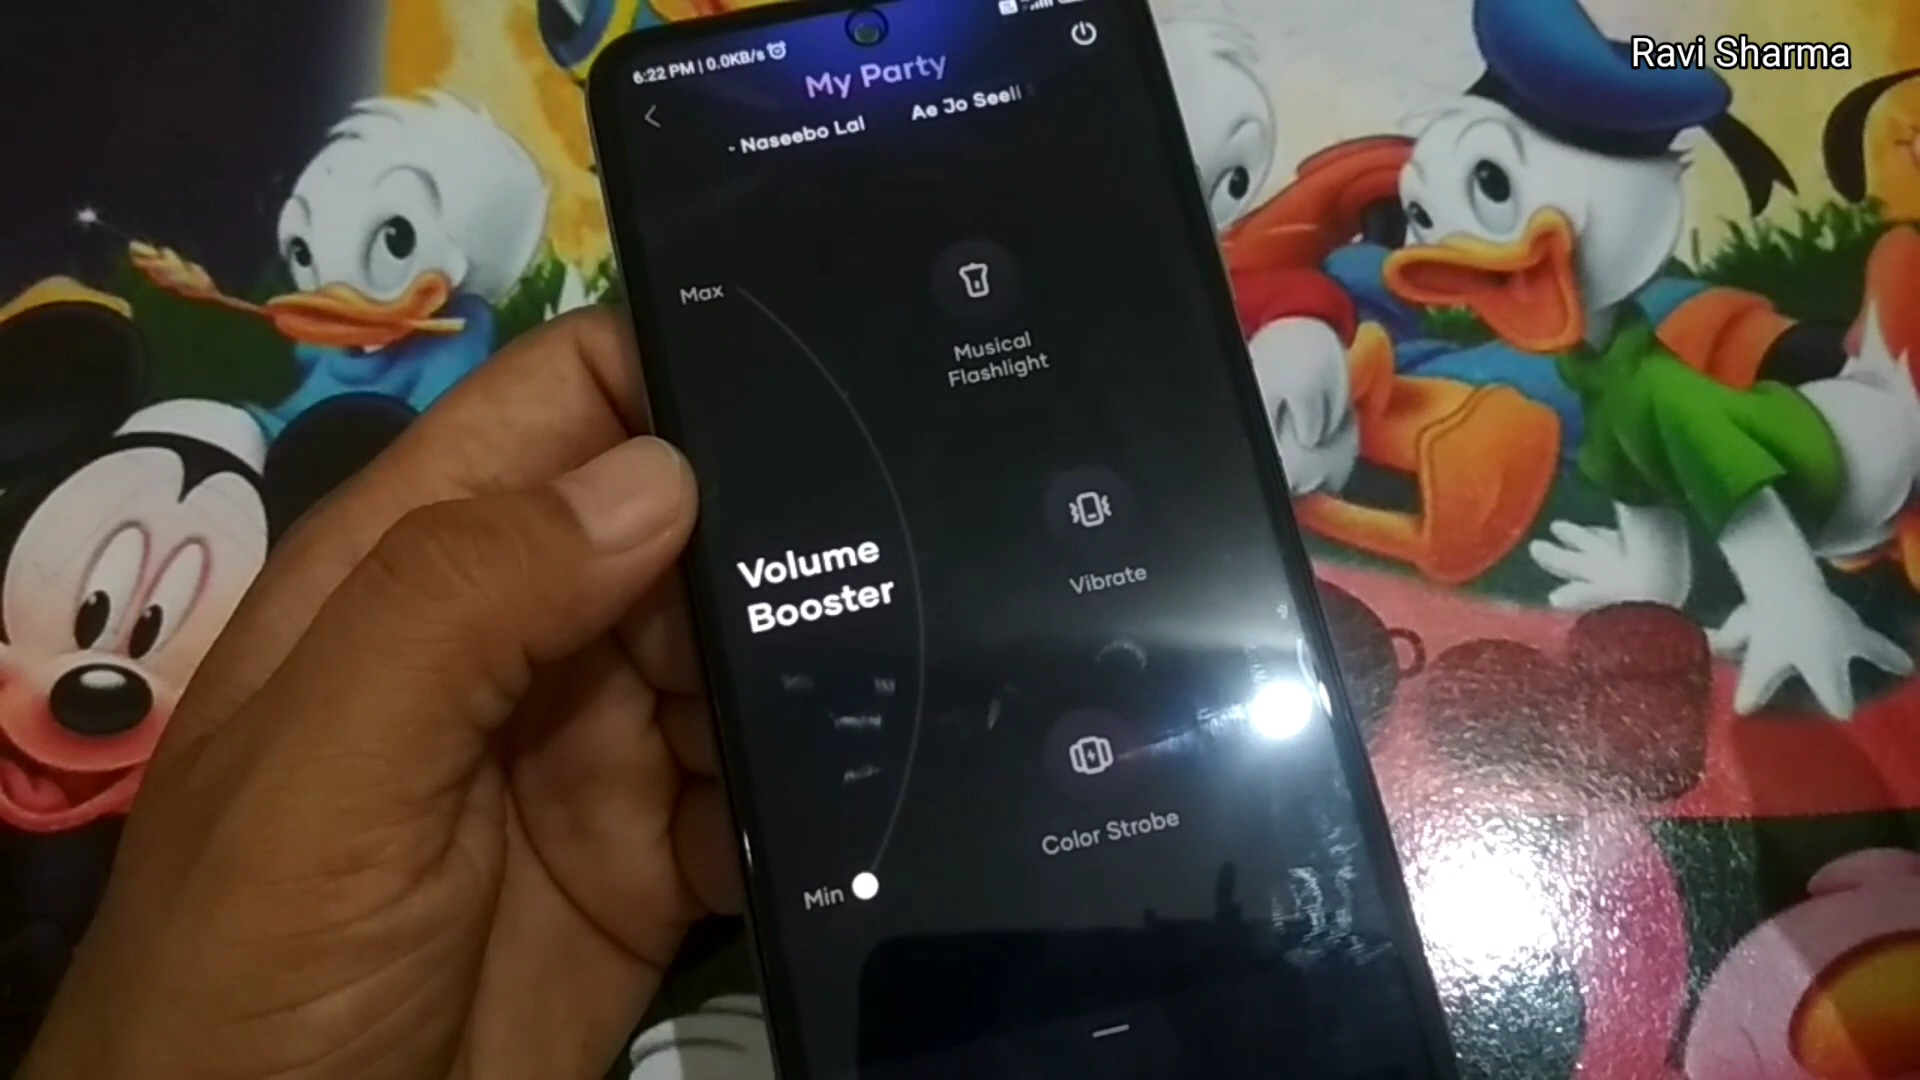 Ravi Sharma
6:22 PM | 0.0KB/s
My Party
- Naseebo Lal Ae Jo Seeli
Max
Musical
Flashlight
Volume
Booster
Vibrate
Color Strobe
Min